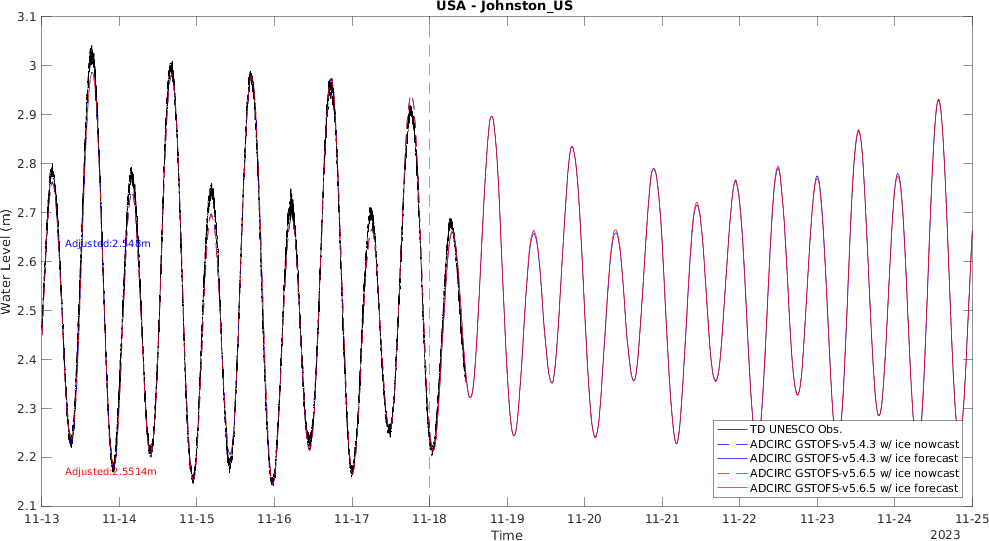 USA - Johnston_US
3.1
3
2.9
2.8
2.7
2.6
2.5
2.4
2.3
2.2
2.1
Water Level (m)
Adjusted:2.548m
Adjusted:2.5514m
TD UNESCO Obs.
ADCIRC GSTOFS-v5.4.3 w/ ice nowcast
ADCIRC GSTOFS-v5.4.3 w/ ice forecast
ADCIRC GSTOFS-v5.6.5 w/ ice nowcast
ADCIRC GSTOFS-v5.6.5 w/ ice forecast
11-13 11-14 11-15 11-16 11-17 11-18 11-19 11-20 11-21 11-22 11-23 11-24 11-25
Time
2023